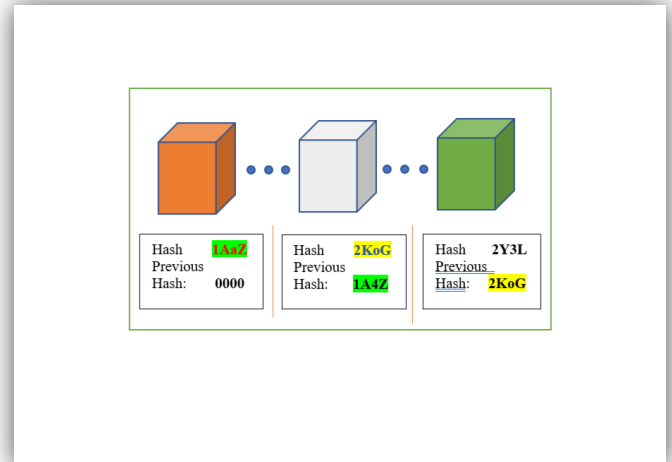 Hash 1AaZ
Previous
Hash: 0000
Hash 2KoG
Previous
Hash: 1A4Z
Hash 2Y3L
Previous
Hash: 2KoG